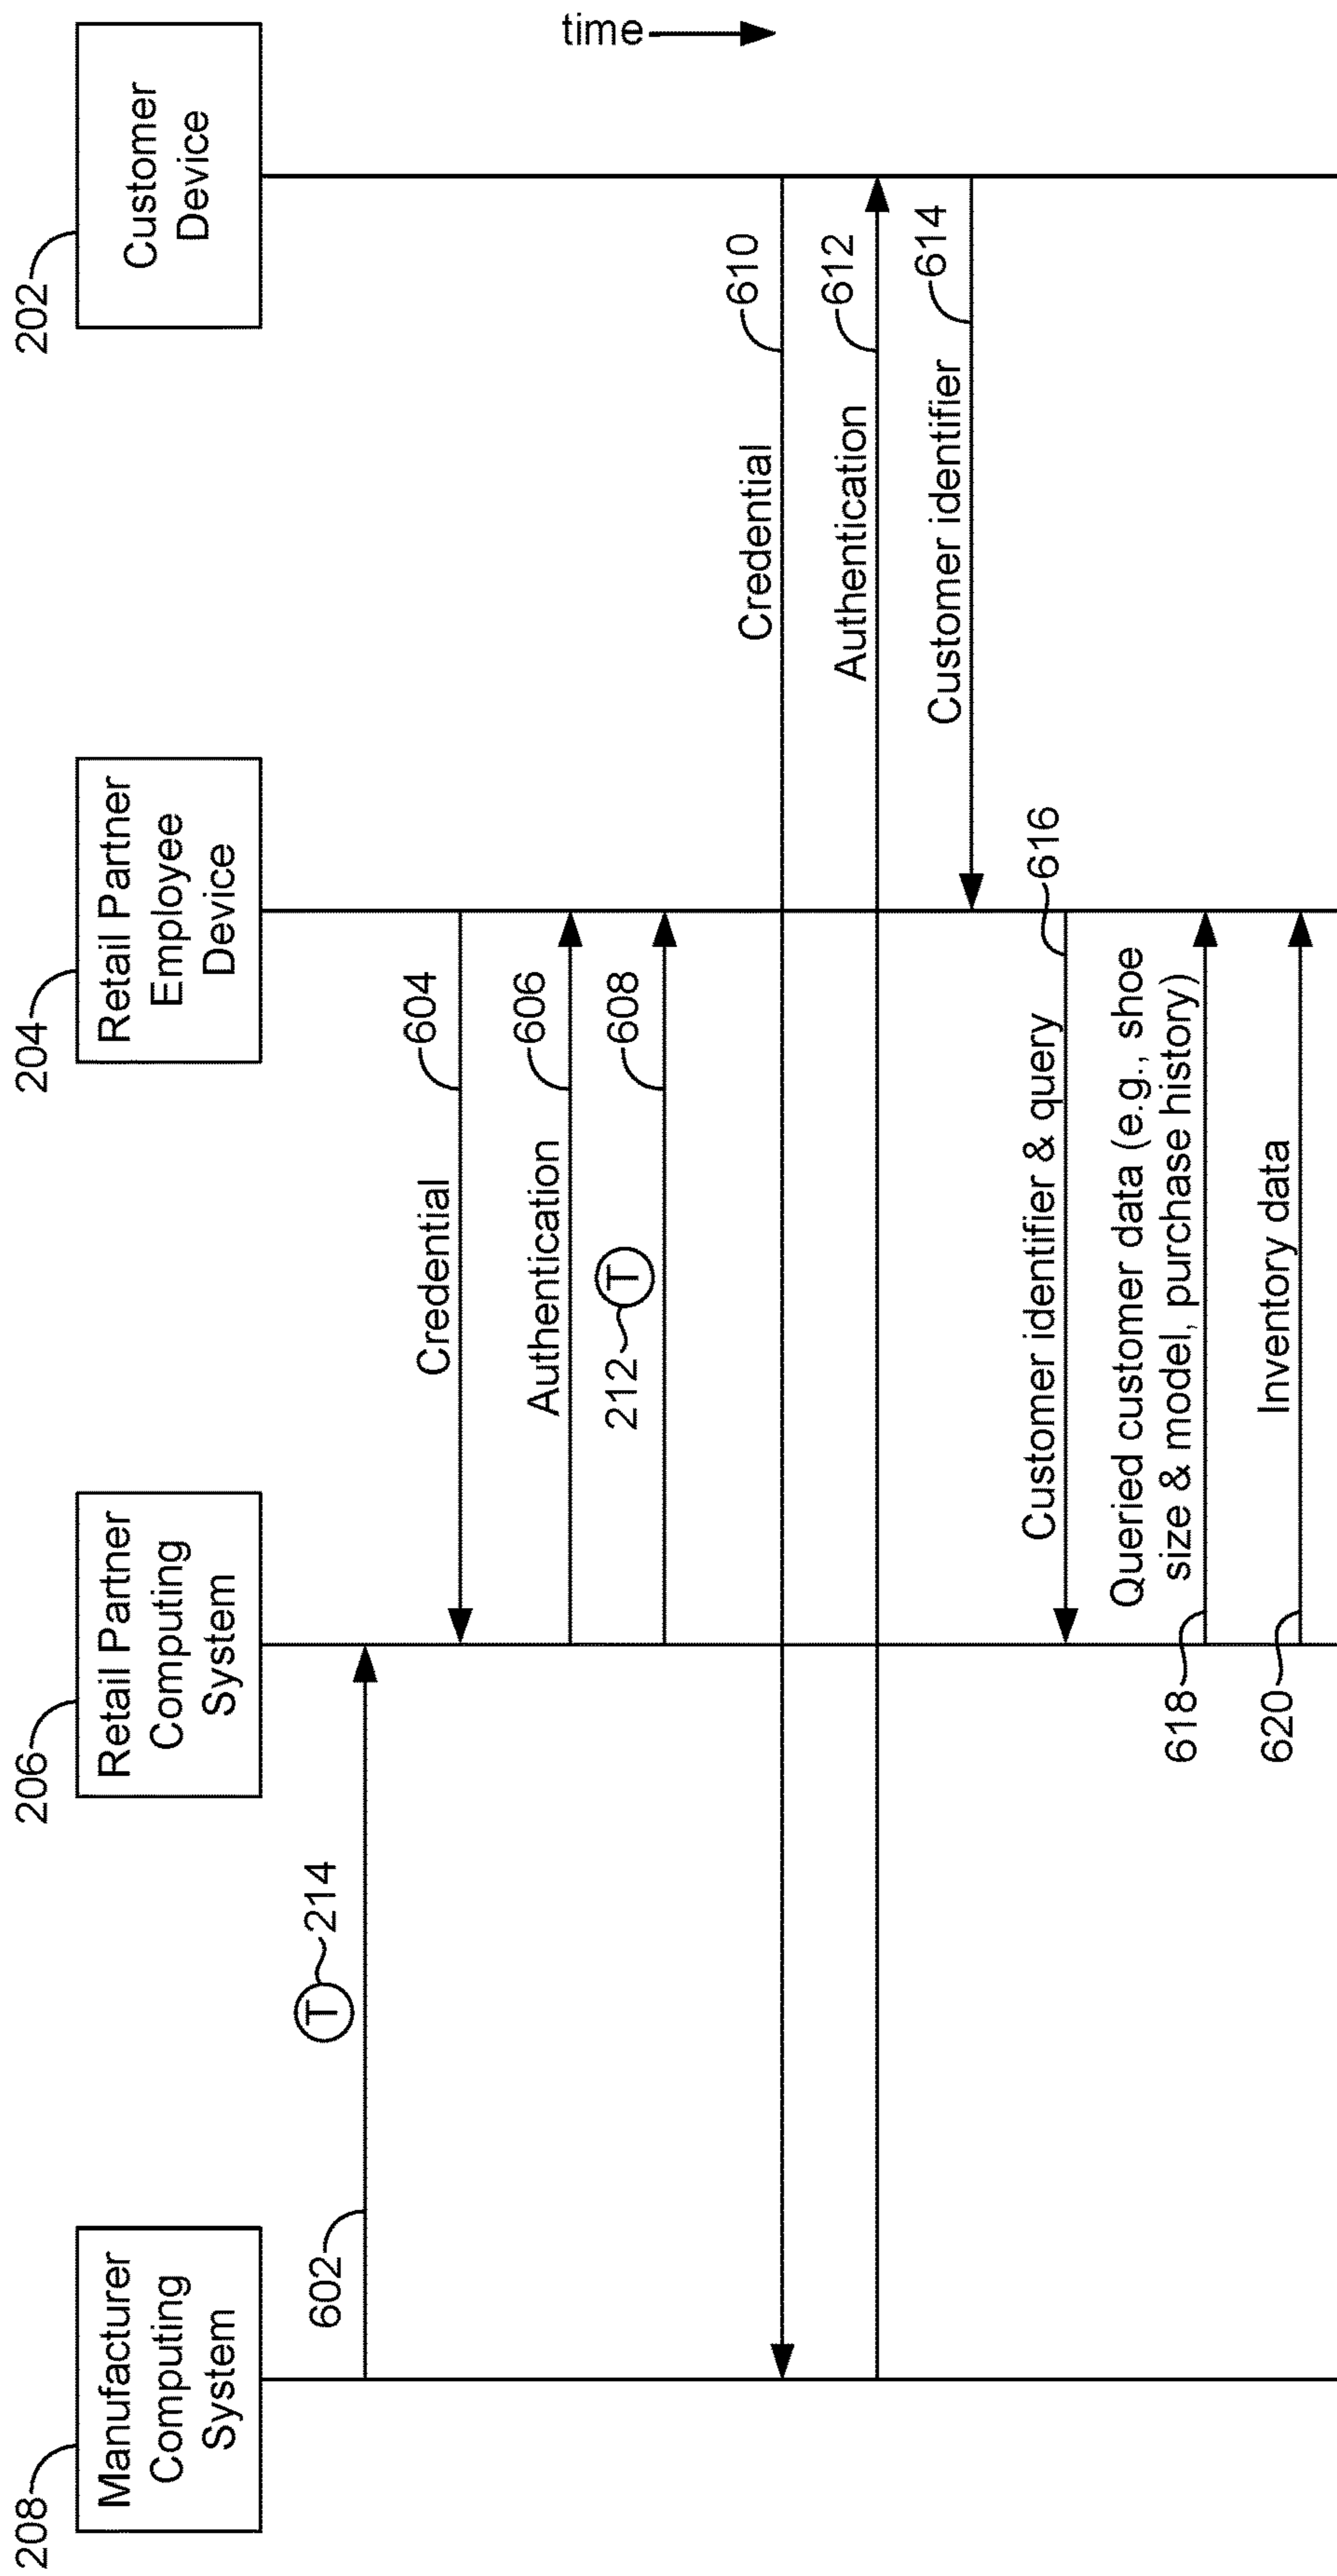 208
Manufacturer
Computing
System
206
Retail Partner
Computing
System
204
Retail Partner
Employee
Device
202
Customer
Device
time
602
T
214
Credential
604
Authentication
606
212
T
608
Credential
610
Authentication
612
Customer identifier
614
Customer identifier & query
616
Queried customer data (e.g., shoe
size & model, purchase history)
618
Inventory data
620